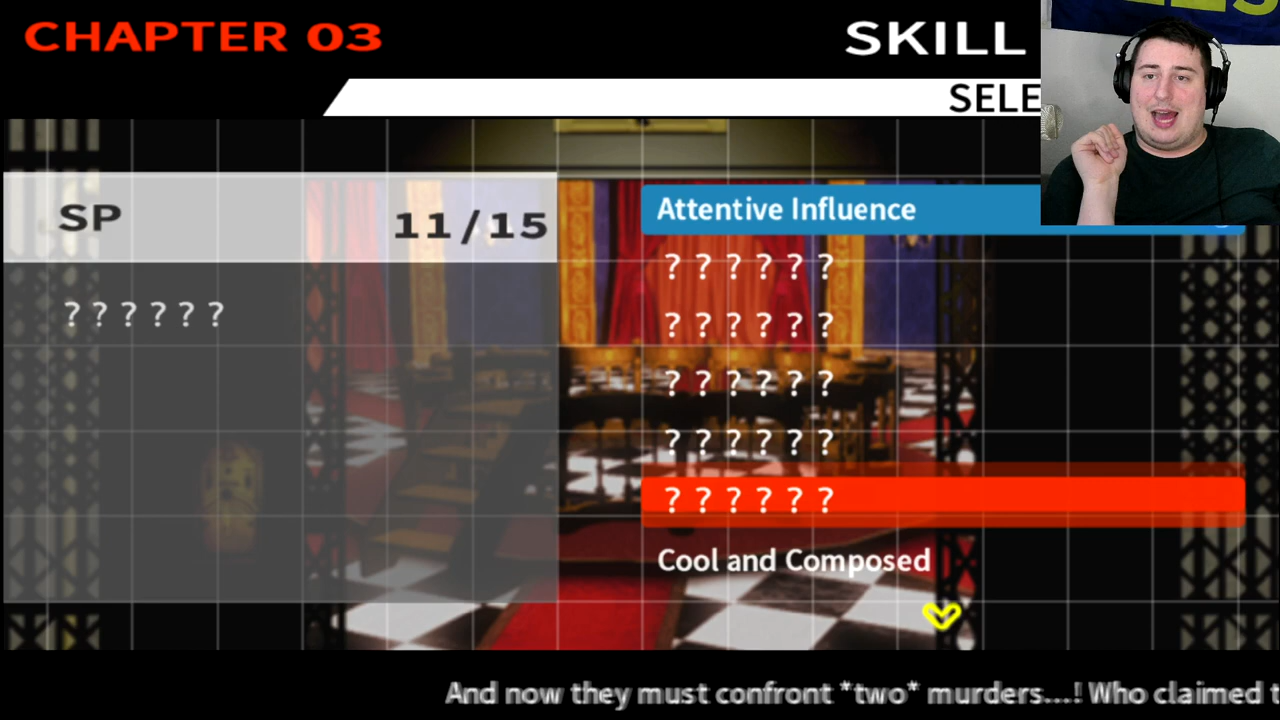 CHAPTER 03
SKILL
SELE
SP 11/15
??????
Attentive Influence
??????
??????
??????
??????
??????
Cool and Composed
And now they must confront *two* murders....! Who claimed t